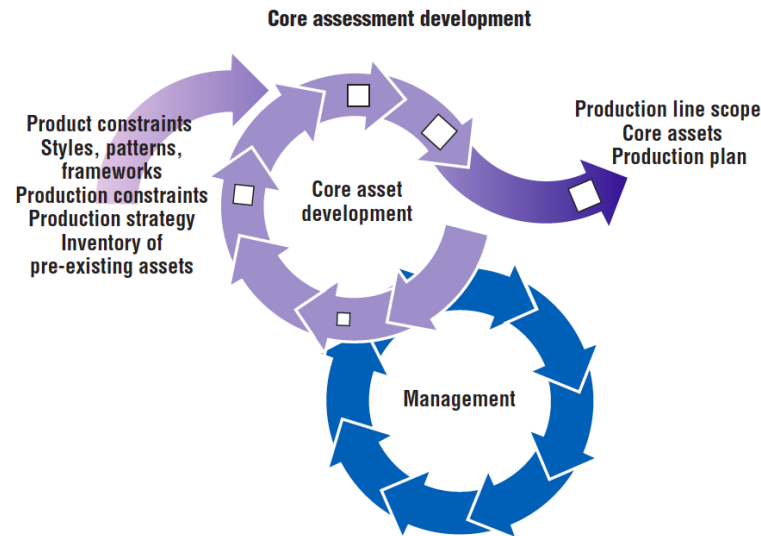 Core assessment development
Product constraints
Styles, patterns,
frameworks
Production constraints
Production strategy
Inventory of
pre-existing assets
Core asset
development
Production line scope
Core assets
Production plan
Management